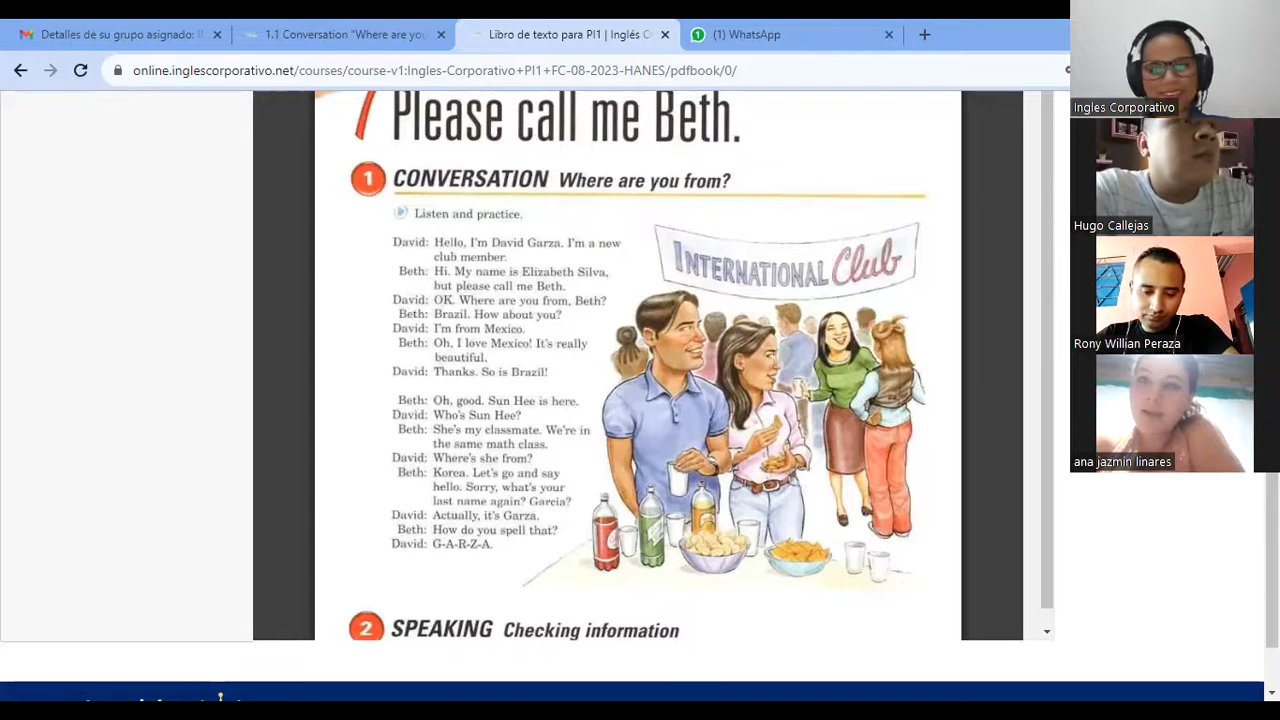 Detalles de su grupo asignado: I
1.1 Conversation "Where are you
Libro de texto para PI1 | Inglés C
(1) WhatsApp
online.inglescorporativo.net/courses/course-v1:Ingles-Corporativo+PI1+FC-08-2023-HANES/pdfbook/0/
Please call me Beth.
1 CONVERSATION Where are you from?
Listen and practice.
David: Hello, I'm David Garza. I'm a new
club member.
Beth: Hi. My name is Elizabeth Silva,
but please call me Beth.
David: OK. Where are you from, Beth?
Beth: Brazil. How about you?
David: I'm from Mexico.
Beth: Oh, I love Mexico! It's really
beautiful.
David: Thanks. So is Brazil!
Beth: Oh, good. Sun Hee is here.
David: Who's Sun Hee?
Beth: She's my classmate. We're in
the same math class.
David: Where's she from?
Beth: Korea. Let's go and say
hello. Sorry, what's your
last name again? Garcia?
David: Actually, it's Garza.
Beth: How do you spell that?
David: G-A-R-Z-A.
INTERNATIONAL Club
2 SPEAKING Checking information
Ingles Corporativo
Hugo Callejas
Rony Willian Peraza
ana jazmin linares